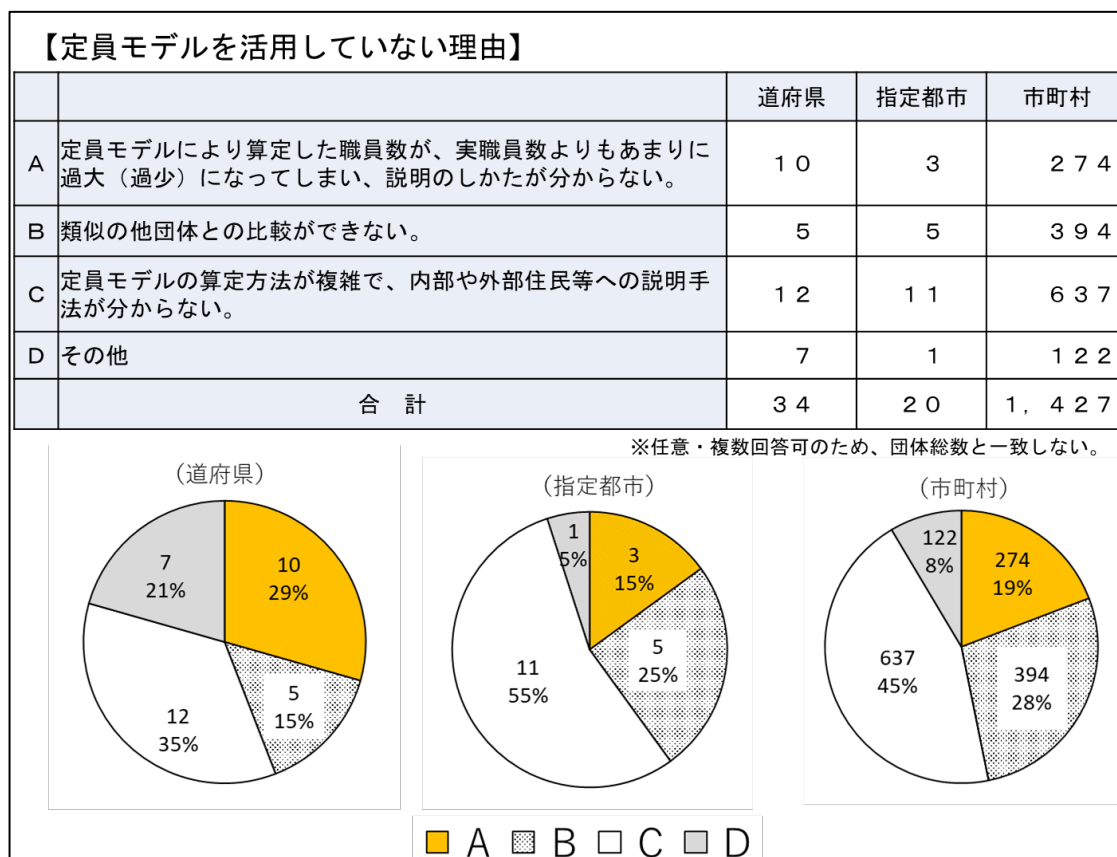 【定員モデルを活用していない理由】
道府県 指定都市 市町村
A 定員モデルにより算定した職員数が、実職員数よりもあまりに
過大（過少）になってしまい、説明のしかたが分からない。 １０ ３ ２７４
B 類似の他団体との比較ができない。 ５ ５ ３９４
C 定員モデルの算定方法が複雑で、内部や外部住民等への説明手
法が分からない。 １２ １１ ６３７
D その他 ７ １ １２２
合 計 ３４ ２０ １，４２７
※任意・複数回答可のため、団体総数と一致しない。
（道府県）
10
29%
5
15%
12
35%
7
21%
（指定都市）
3
15%
5
25%
11
55%
1
5%
（市町村）
274
19%
394
28%
637
45%
122
8%
A B C D